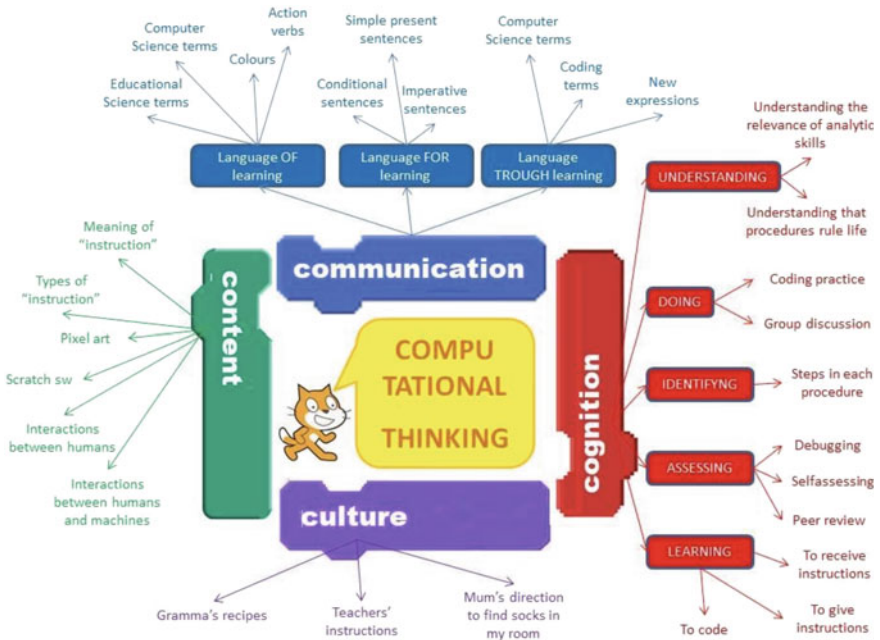 Computer
Science terms
Action
verbs
Colours
Educational
Science terms
Simple present
sentences
Conditional
sentences
Imperative
sentences
Computer
Science terms
Coding
terms
New
expressions
Language OF
learning
Language FOR
learning
Language
TROUGH learning
communication
content
Meaning of
“instruction”
Types of
“instruction”
Pixel art
Scratch sw
Interactions
between humans
Interactions
between humans
and machines
COMPU
TATIONAL
THINKING
cognition
UNDERSTANDING
Understanding the
relevance of analytic
skills
Understanding that
procedures rule life
DOING
Coding practice
Group discussion
IDENTIFYNG
Steps in each
procedure
ASSESSING
Debugging
Selfassessing
Peer review
LEARNING
To receive
instructions
To give
instructions
To code
culture
Gramma’s recipes
Teachers’
instructions
Mum’s direction
to find socks in
my room